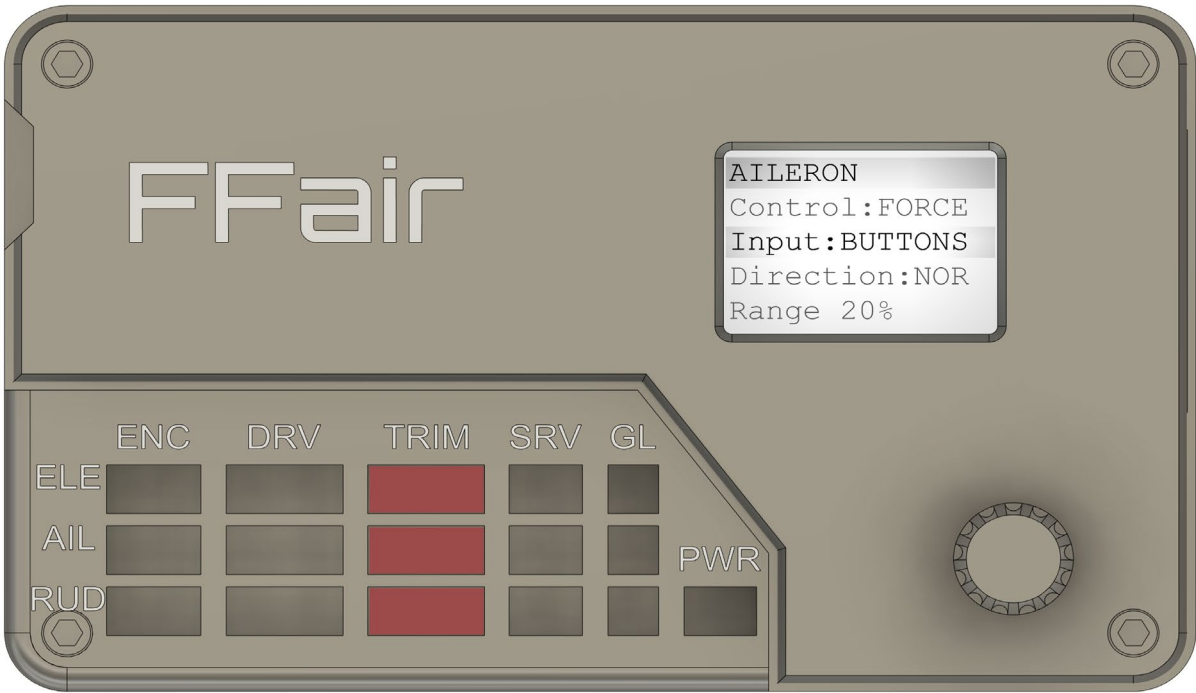 FFair
AILERON
Control:FORCE
Input:BUTTONS
Direction:NOR
Range 20%
ENC DRV TRIM SRV GL
ELE
AIL
PWR
RUD